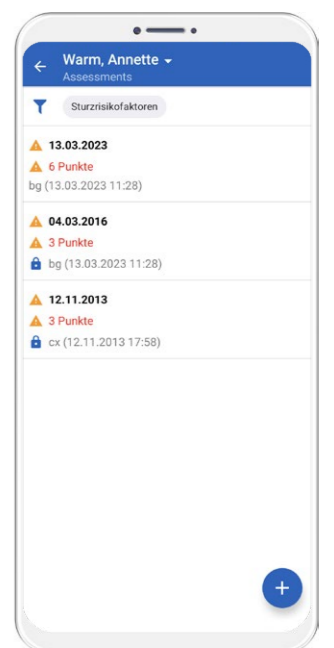 Warm, Annette
Assessments
Sturzrisikofaktoren
13.03.2023
6 Punkte
bg (13.03.2023 11:28)
04.03.2016
3 Punkte
bg (13.03.2023 11:28)
12.11.2013
3 Punkte
cx (12.11.2013 17:58)